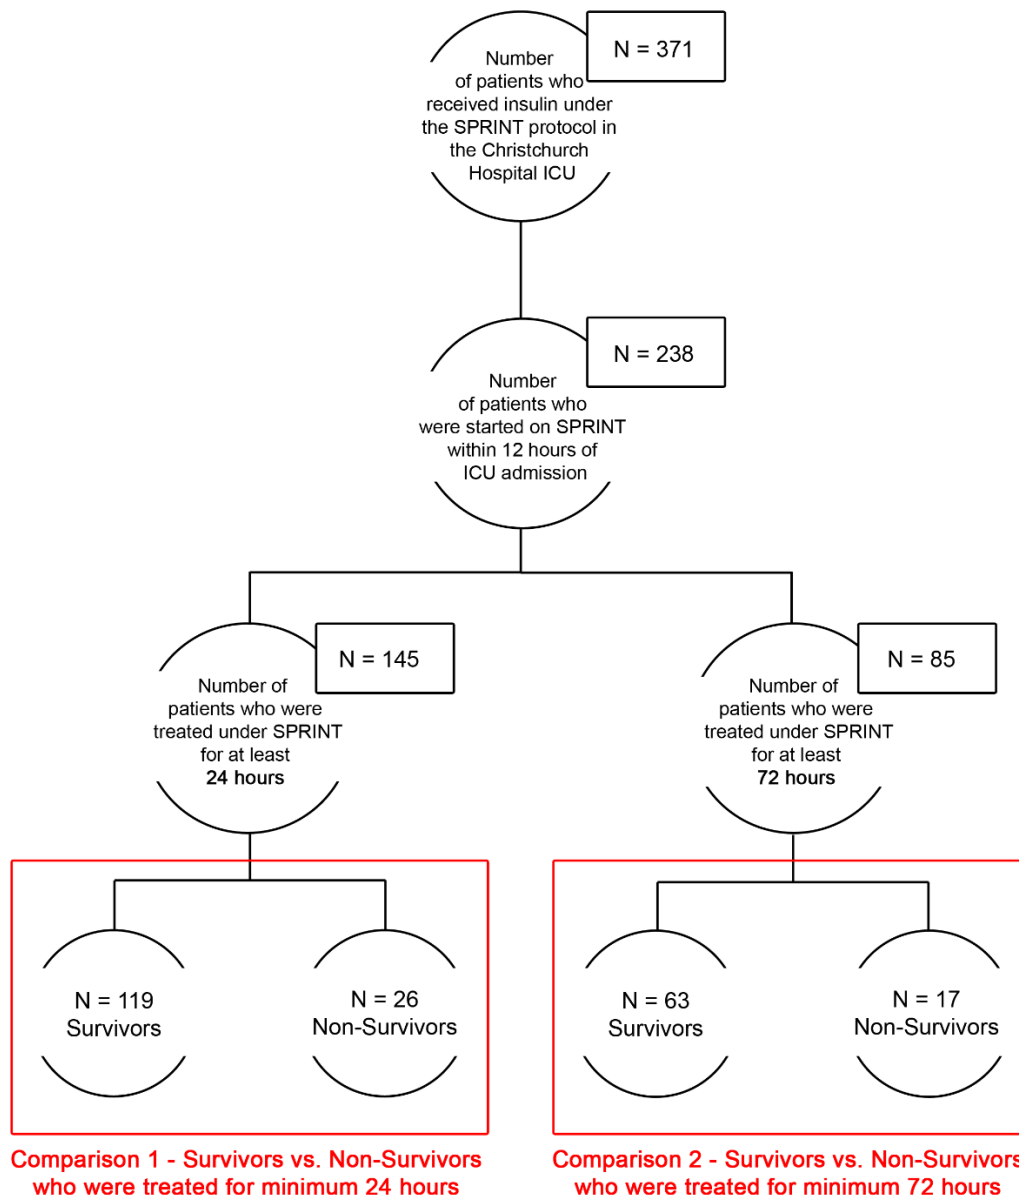 N = 371
Number
of patients who
received insulin under
the SPRINT protocol in
the Christchurch
Hospital ICU
N = 238
Number
of patients who
were started on SPRINT
within 12 hours of
ICU admission
N = 145
Number of
patients who were
treated under SPRINT
for at least
24 hours
N = 85
Number of
patients who were
treated under SPRINT
for at least
72 hours
N = 119
Survivors
N = 26
Non-Survivors
N = 63
Survivors
N = 17
Non-Survivors
Comparison 1 - Survivors vs. Non-Survivors
who were treated for minimum 24 hours
Comparison 2 - Survivors vs. Non-Survivors
who were treated for minimum 72 hours